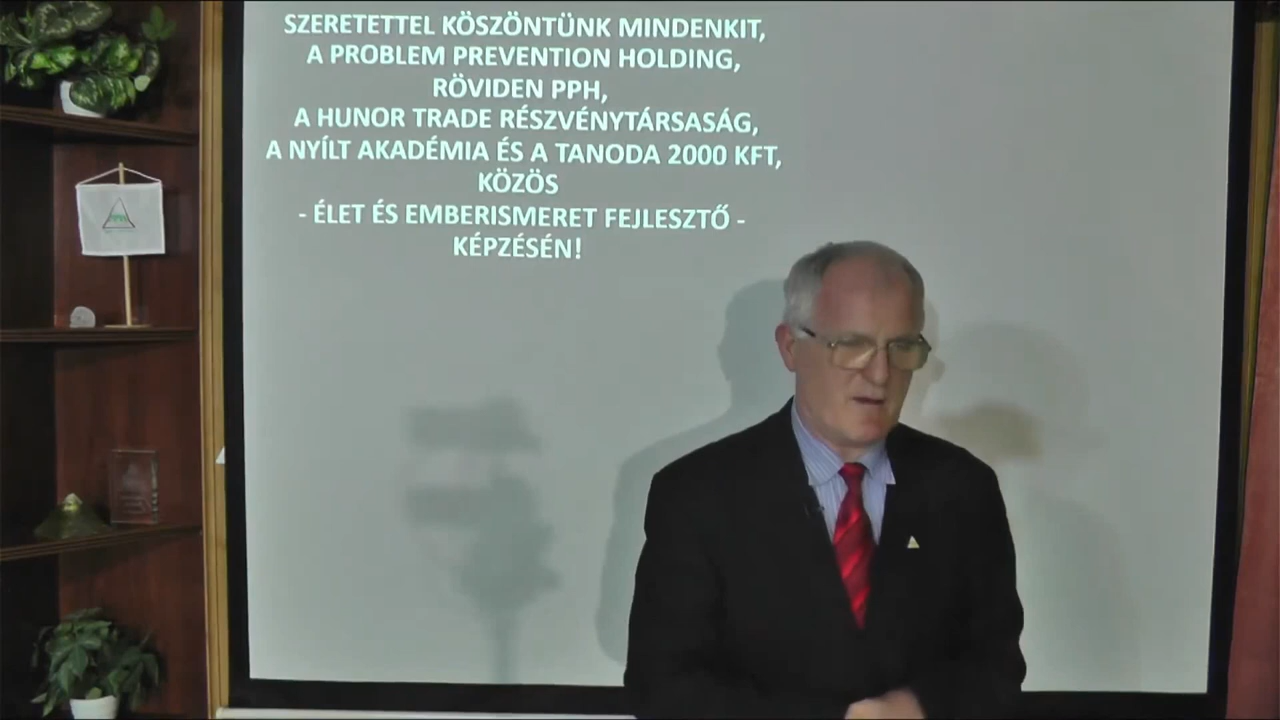 SZERETETTEL KÖSZÖNTÜNK MINDENKIT,
A PROBLEM PREVENTION HOLDING,
RÖVIDEN PPH,
A HUNOR TRADE RÉSZVÉNYTÁRSASÁG,
A NYÍLT AKADÉMIA ÉS A TANODA 2000 KFT,
KÖZÖS
- ÉLET ÉS EMBERISMERET FEJLESZTŐ -
KÉPZÉSÉN!